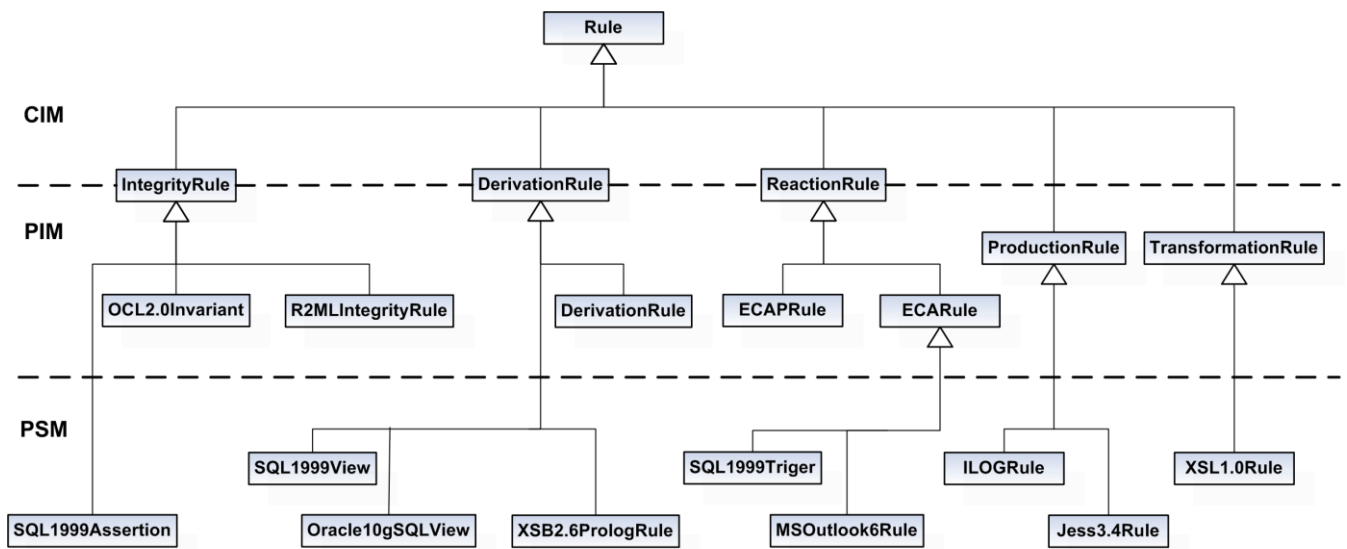 Rule
CIM
IntegrityRule
DerivationRule
ReactionRule
PIM
ProductionRule
TransformationRule
OCL2.0Invariant
R2MLIntegrityRule
DerivationRule
ECAPRule
ECARule
PSM
SQL1999View
SQL1999Triger
ILOGRule
XSL1.0Rule
SQL1999Assertion
Oracle10gSQLView
XSB2.6PrologRule
MSOutlook6Rule
Jess3.4Rule